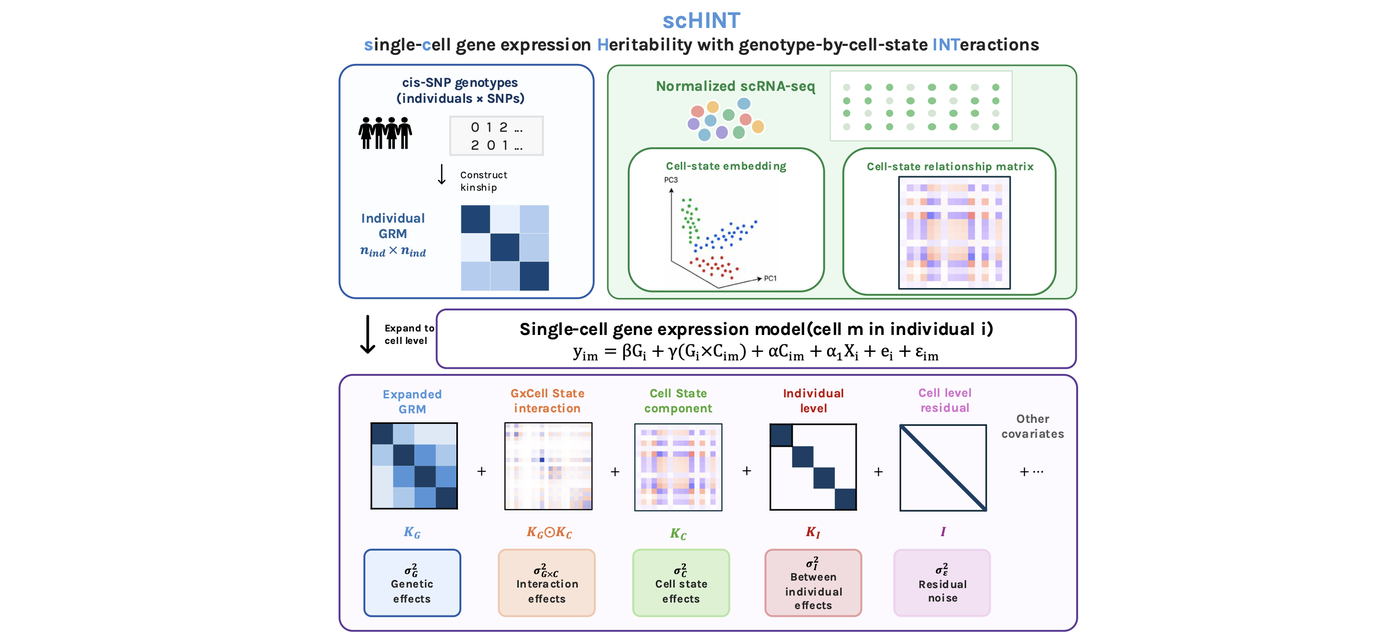 scHINT
single-cell gene expression Heritability with genotype-by-cell-state INTeractions
cis-SNP genotypes
(individuals × SNPs)
0 1 2 ...
2 0 1 ...
Construct
kinship
Individual
GRM
n_ind × n_ind
Normalized scRNA-seq
Cell-state embedding
PC3
PC1
Cell-state relationship matrix
Expand to
cell level
Single-cell gene expression model(cell m in individual i)
y_im = βG_i + γ(G_i×C_im) + αC_im + α₁X_i + e_i + ε_im
Expanded
GRM
GxCell State
interaction
Cell State
component
Individual
level
Cell level
residual
Other
covariates
+ + + + + ...
K_G
K_G⊙K_C
K_C
K_I
I
σ²_G
Genetic
effects
σ²_G×C
Interaction
effects
σ²_C
Cell state
effects
σ²_I
Between
individual
effects
σ²_ε
Residual
noise